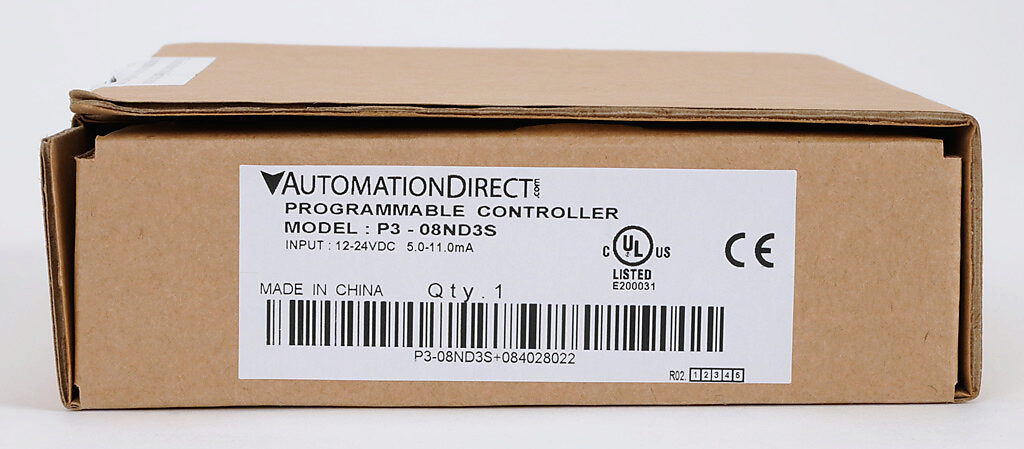 AUTOMATIONDIRECT.com
PROGRAMMABLE CONTROLLER
MODEL : P3 - 08ND3S
INPUT : 12-24VDC 5.0-11.0mA
C UL US
LISTED
E200031
CE
MADE IN CHINA Qty.1
P3-08ND3S+084028022
R02. 1 2 3 4 5